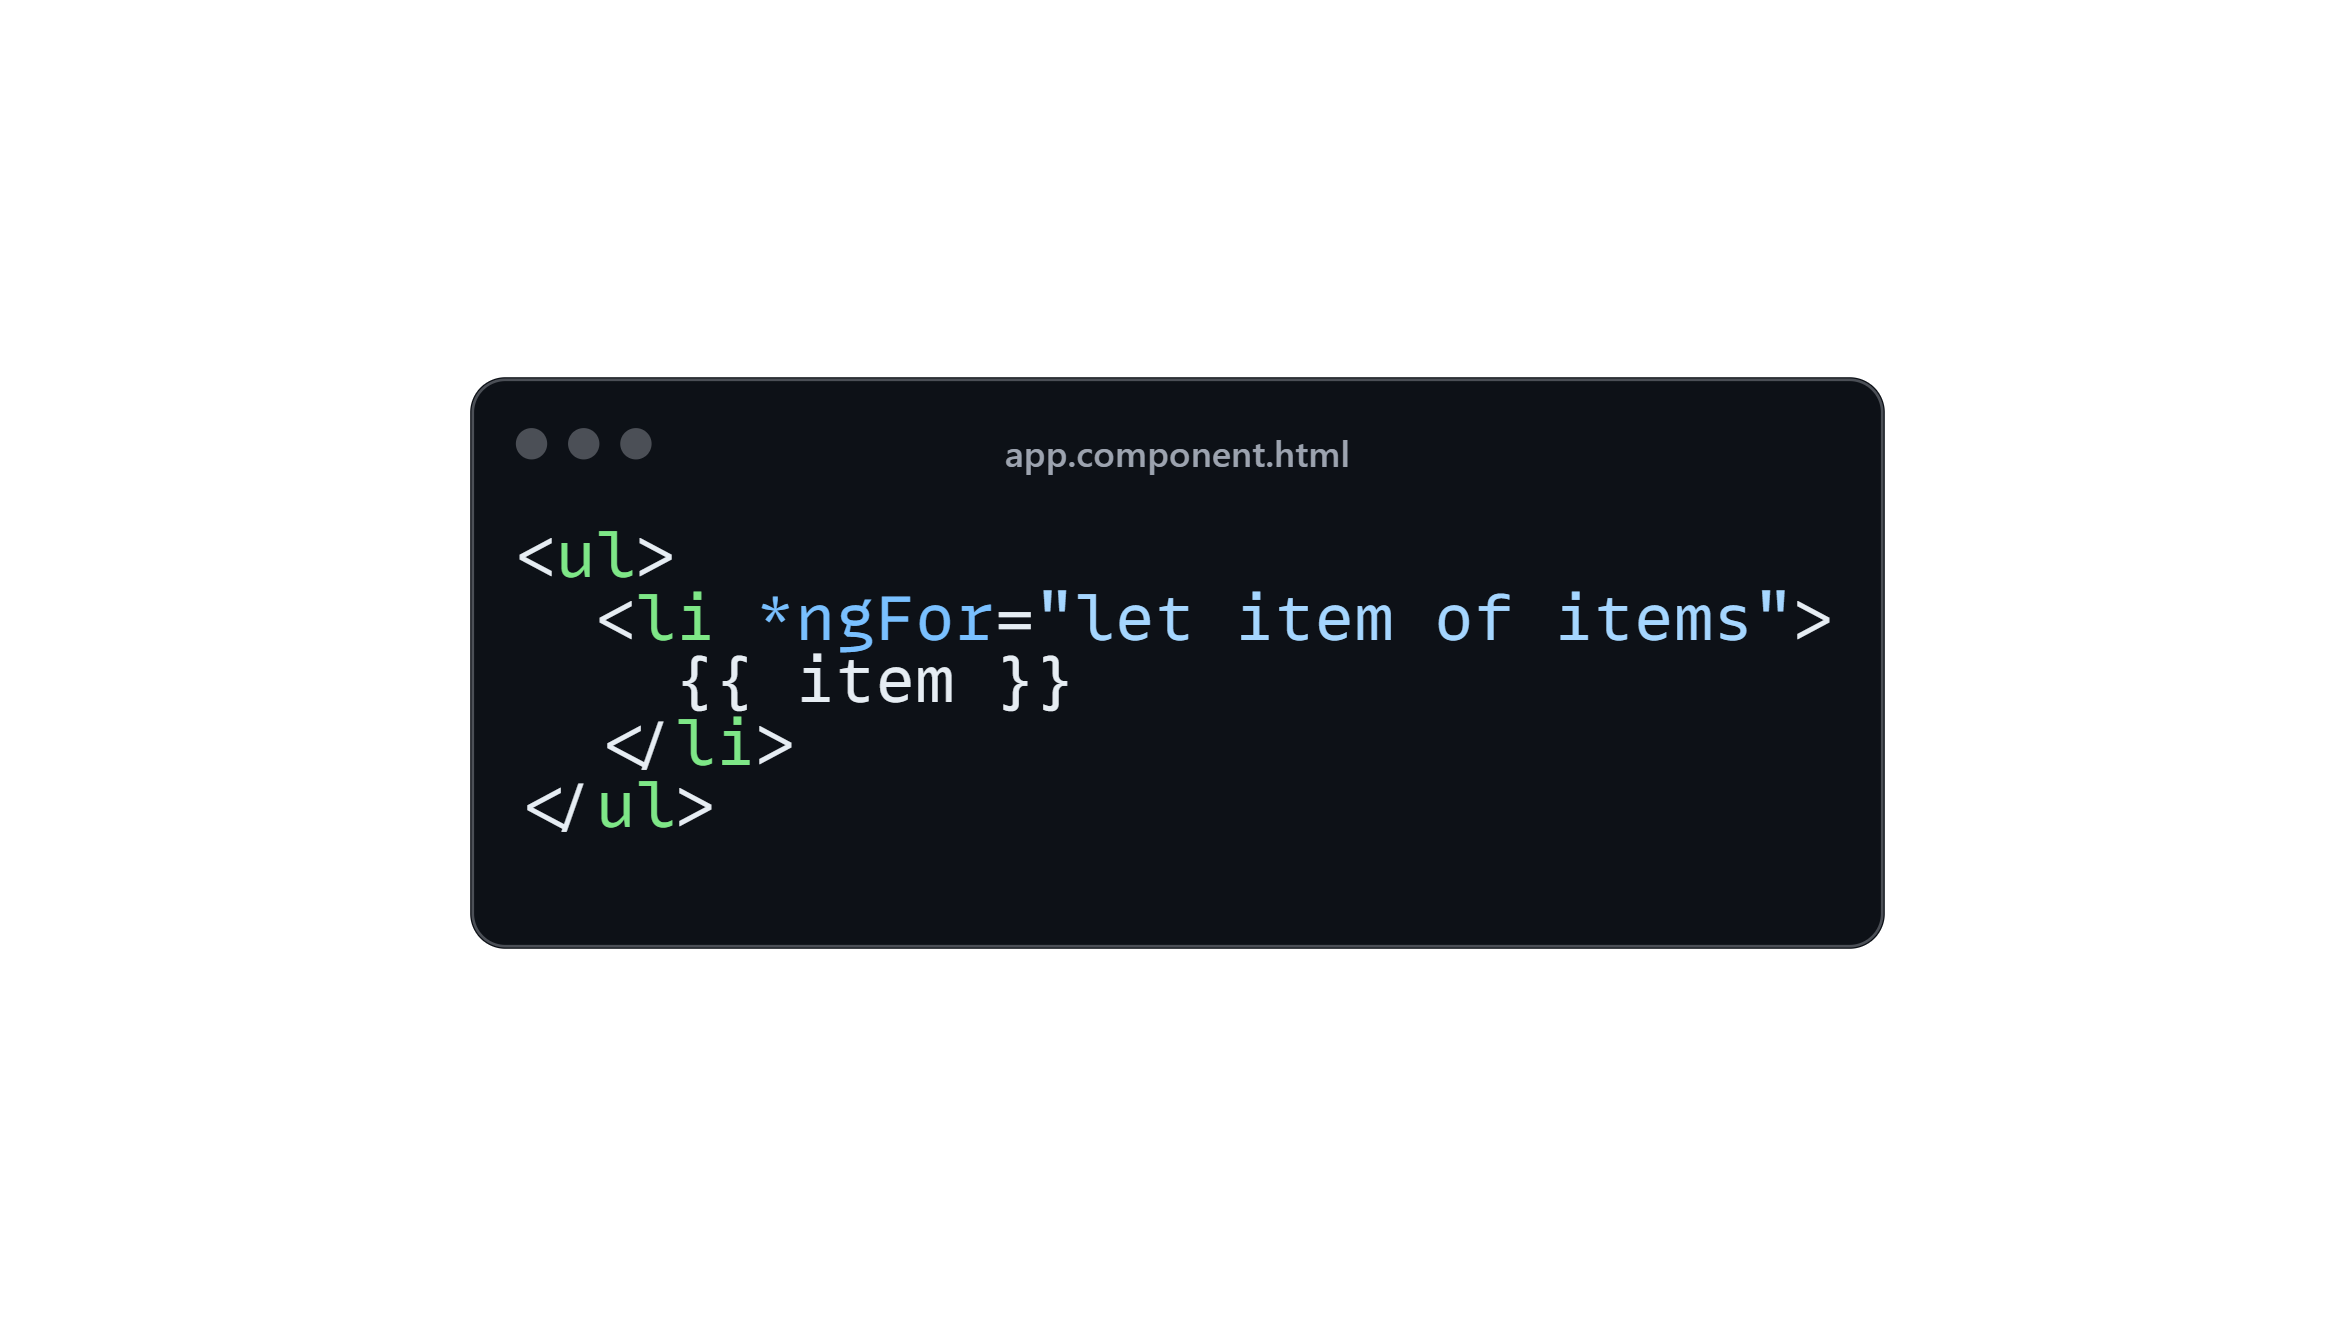 app.component.html
<ul>
  <li *ngFor="let item of items">
    {{ item }}
  </li>
</ul>